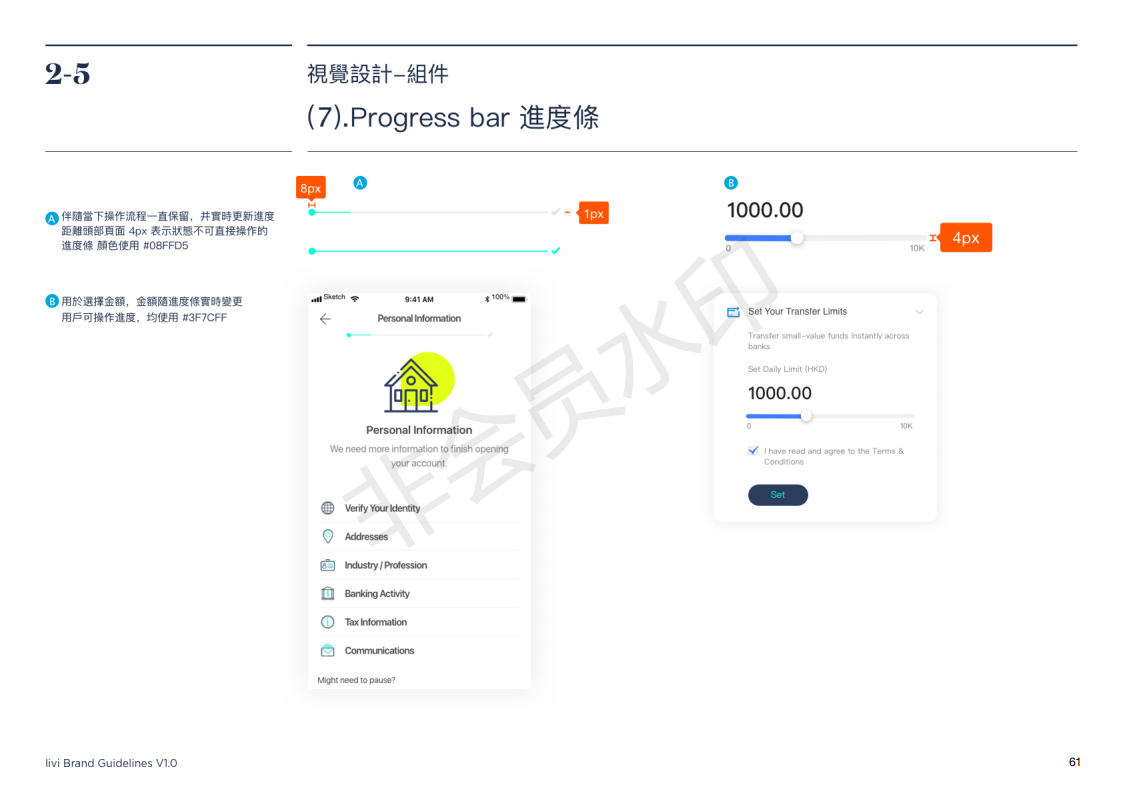 2-5
視覺設計–組件
(7).Progress bar 進度條
A
伴隨當下操作流程一直保留，并實時更新進度
距離頭部頁面 4px 表示狀態不可直接操作的
進度條 顏色使用 #08FFD5
B
用於選擇金額，金額隨進度條實時變更
用戶可操作進度，均使用 #3F7CFF
8px
A
1px
Sketch
9:41 AM
100%
Personal Information
Personal Information
We need more information to finish opening
your account.
Verify Your Identity
Addresses
Industry / Profession
Banking Activity
Tax Information
Communications
Might need to pause?
B
1000.00
0
10K
4px
Set Your Transfer Limits
Transfer small–value funds instantly across
banks
Set Daily Limit (HKD)
1000.00
0
10K
I have read and agree to the Terms &
Conditions
Set
非会员水印
livi Brand Guidelines V1.0
61